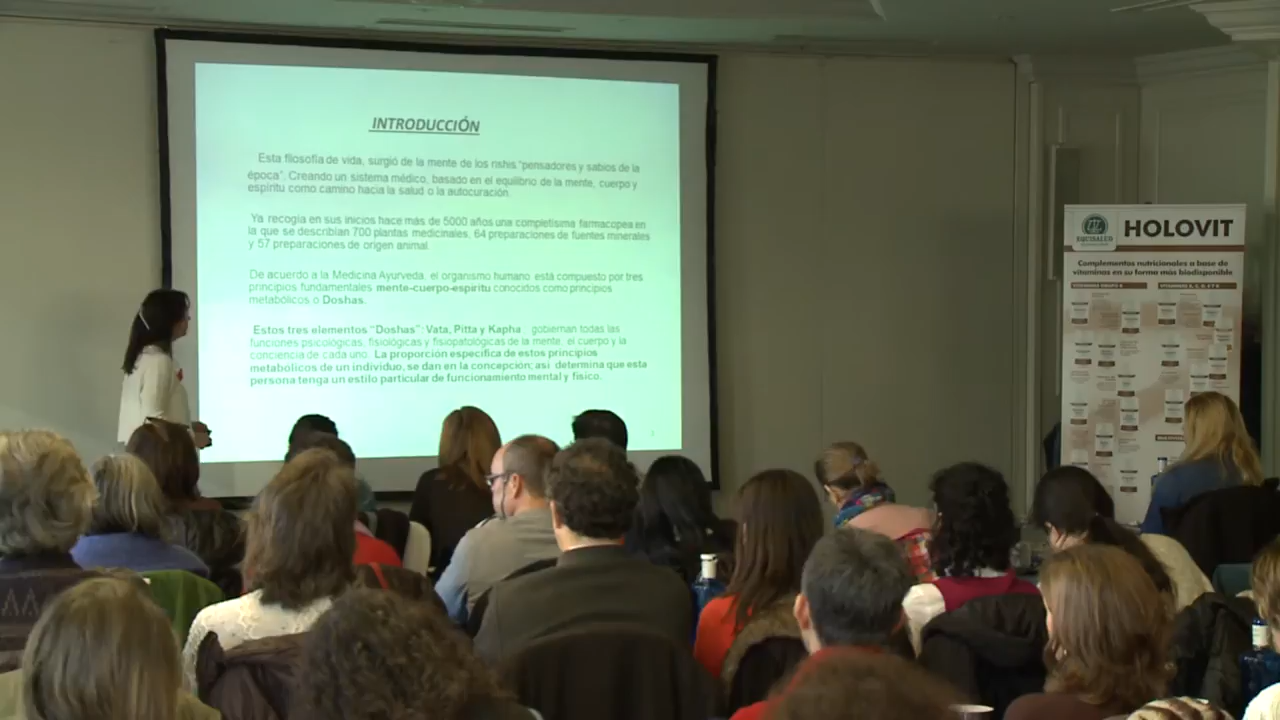 INTRODUCCIÓN
Esta filosofía de vida, surgió de la mente de los rishis "pensadores y sabios de la
época". Creando un sistema médico, basado en el equilibrio de la mente, cuerpo y
espíritu como camino hacia la salud o la autocuración.
Ya recogía en sus inicios hace más de 5000 años una completísima farmacopea en
la que se describían 700 plantas medicinales, 64 preparaciones de fuentes minerales
y 57 preparaciones de origen animal.
De acuerdo a la Medicina Ayurveda, el organismo humano está compuesto por tres
principios fundamentales mente-cuerpo-espíritu conocidos como principios
metabólicos o Doshas.
Estos tres elementos "Doshas": Vata, Pitta y Kapha gobiernan todas las
funciones psicológicas, fisiológicas y fisiopatológicas de la mente, el cuerpo y la
conciencia de cada uno. La proporción específica de estos principios
metabólicos de un individuo, se dan en la concepción; así determina que esta
persona tenga un estilo particular de funcionamiento mental y físico.
EQUISALUD
HOLOVIT
Complementos nutricionales a base de
vitaminas en su forma más biodisponible
VITAMINAS GRUPO B